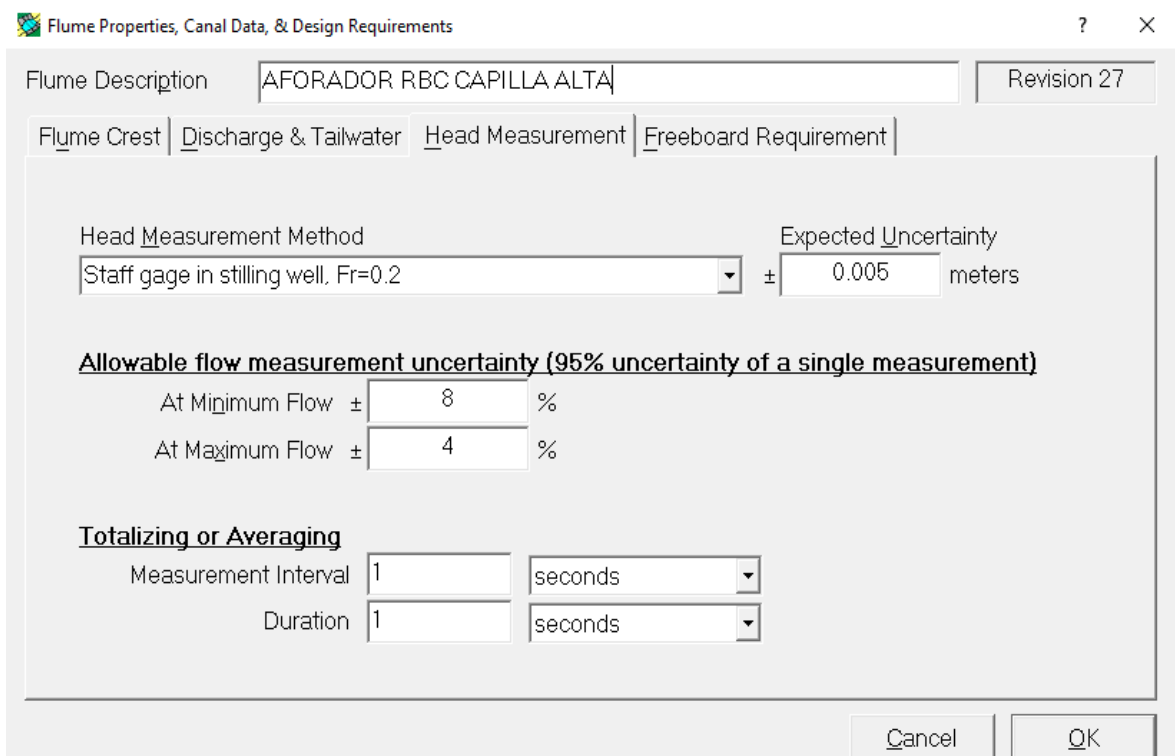 Flume Properties, Canal Data, & Design Requirements ? ×
Flume Description AFORADOR RBC CAPILLA ALTA Revision 27
Flume Crest Discharge & Tailwater Head Measurement Freeboard Requirement
Head Measurement Method Expected Uncertainty
Staff gage in stilling well, Fr=0.2 ± 0.005 meters
Allowable flow measurement uncertainty (95% uncertainty of a single measurement)
At Minimum Flow ± 8 %
At Maximum Flow ± 4 %
Totalizing or Averaging
Measurement Interval 1 seconds
Duration 1 seconds
Cancel OK